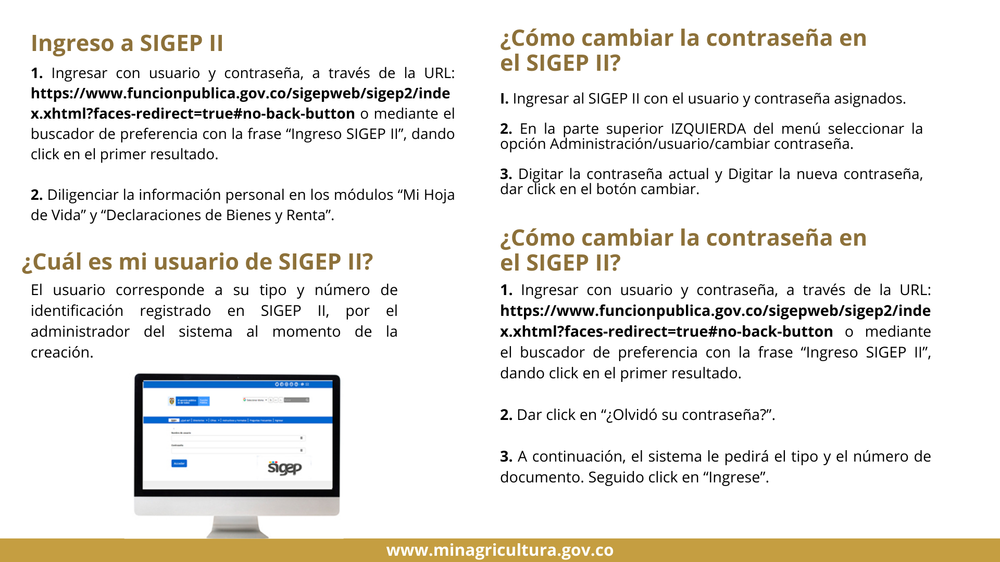 Ingreso a SIGEP II
1. Ingresar con usuario y contraseña, a través de la URL:
https://www.funcionpublica.gov.co/sigepweb/sigep2/inde
x.xhtml?faces-redirect=true#no-back-button o mediante el
buscador de preferencia con la frase “Ingreso SIGEP II”, dando
click en el primer resultado.
2. Diligenciar la información personal en los módulos “Mi Hoja
de Vida” y “Declaraciones de Bienes y Renta”.
¿Cuál es mi usuario de SIGEP II?
El usuario corresponde a su tipo y número de
identificación registrado en SIGEP II, por el
administrador del sistema al momento de la
creación.
Nombre de usuario
Contraseña
Acceder
sigep
¿Cómo cambiar la contraseña en
el SIGEP II?
I. Ingresar al SIGEP II con el usuario y contraseña asignados.
2. En la parte superior IZQUIERDA del menú seleccionar la
opción Administración/usuario/cambiar contraseña.
3. Digitar la contraseña actual y Digitar la nueva contraseña,
dar click en el botón cambiar.
¿Cómo cambiar la contraseña en
el SIGEP II?
1. Ingresar con usuario y contraseña, a través de la URL:
https://www.funcionpublica.gov.co/sigepweb/sigep2/inde
x.xhtml?faces-redirect=true#no-back-button o mediante
el buscador de preferencia con la frase “Ingreso SIGEP II”,
dando click en el primer resultado.
2. Dar click en “¿Olvidó su contraseña?”.
3. A continuación, el sistema le pedirá el tipo y el número de
documento. Seguido click en “Ingrese”.
www.minagricultura.gov.co